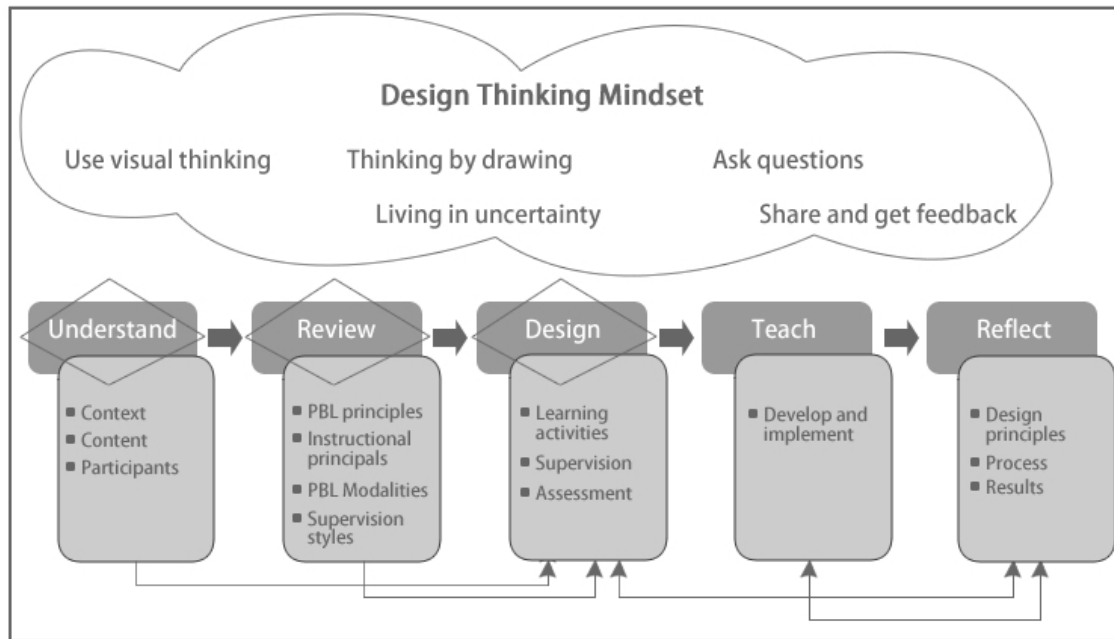 Design Thinking Mindset
Use visual thinking
Thinking by drawing
Ask questions
Living in uncertainty
Share and get feedback
Understand
Review
Design
Teach
Reflect
■ Context
■ Content
■ Participants
■ PBL principles
■ Instructional
principals
■ PBL Modalities
■ Supervision
styles
■ Learning
activities
■ Supervision
■ Assessment
■ Develop and
implement
■ Design
principles
■ Process
■ Results